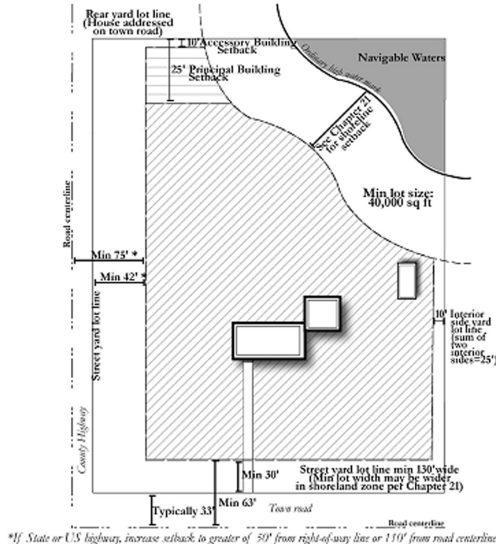 Rear yard lot line
(House addressed
on town road)
10' Accessory Building
Setback
25' Principal Building
Setback
Ordinary high water mark
Navigable Waters
See Chapter 21
for shoreline
setback
Min lot size:
40,000 sq ft
Road centerline
Min 75' *
Min 42' *
Street yard lot line
10' Interior
side yard
lot line
(sum of
two
interior
sides=25')
County Highway
Min 30'
Street yard lot line min 130'wide
(Min lot width may be wider
in shoreland zone per Chapter 21)
Min 63'
Typically 33'
Town road
Road centerline
*If State or US highway, increase setback to greater of 50' from right-of-way line or 110' from road centerline